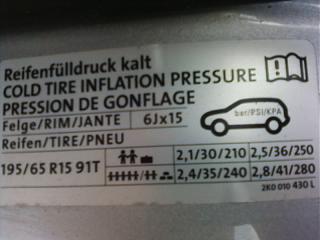 Reifenfülldruck kalt
COLD TIRE INFLATION PRESSURE
PRESSION DE GONFLAGE
Felge/RIM/JANTE 6Jx15
bar/PSI/KPA
Reifen/TIRE/PNEU
195/65 R15 91T 2,1/30/210 2,5/36/250
2,4/35/240 2,8/41/280
2K0 010 430 L